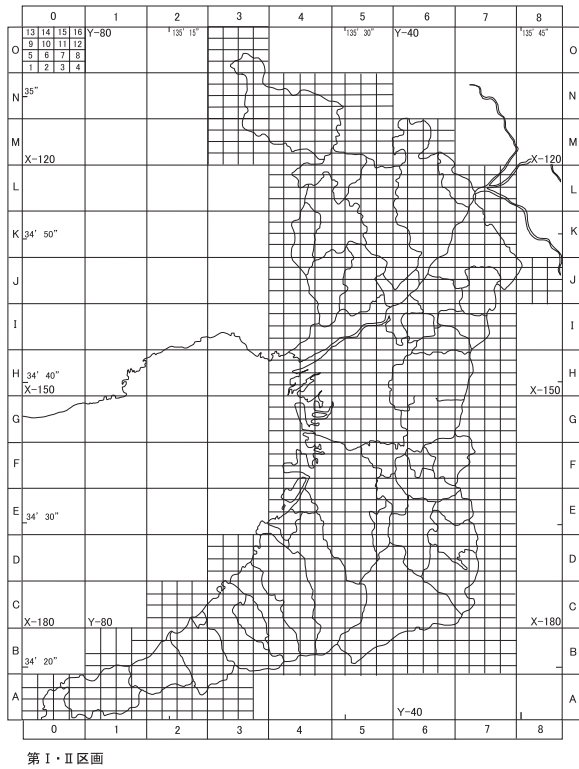 0 1 2 3 4 5 6 7 8
O 13 14 15 16 Y-80 135゜ 15" 135゜ 30" Y-40 135゜ 45" O
9 10 11 12
5 6 7 8
1 2 3 4
N 35゜ N
M M
X-120 X-120
L L
K 34゜ 50" K
J J
I I
H 34゜ 40" H
X-150 X-150
G G
F F
E 34゜ 30" E
D D
C C
X-180 Y-80 X-180
B 34゜ 20" B
A A
Y-40
0 1 2 3 4 5 6 7 8
第Ⅰ・Ⅱ区画